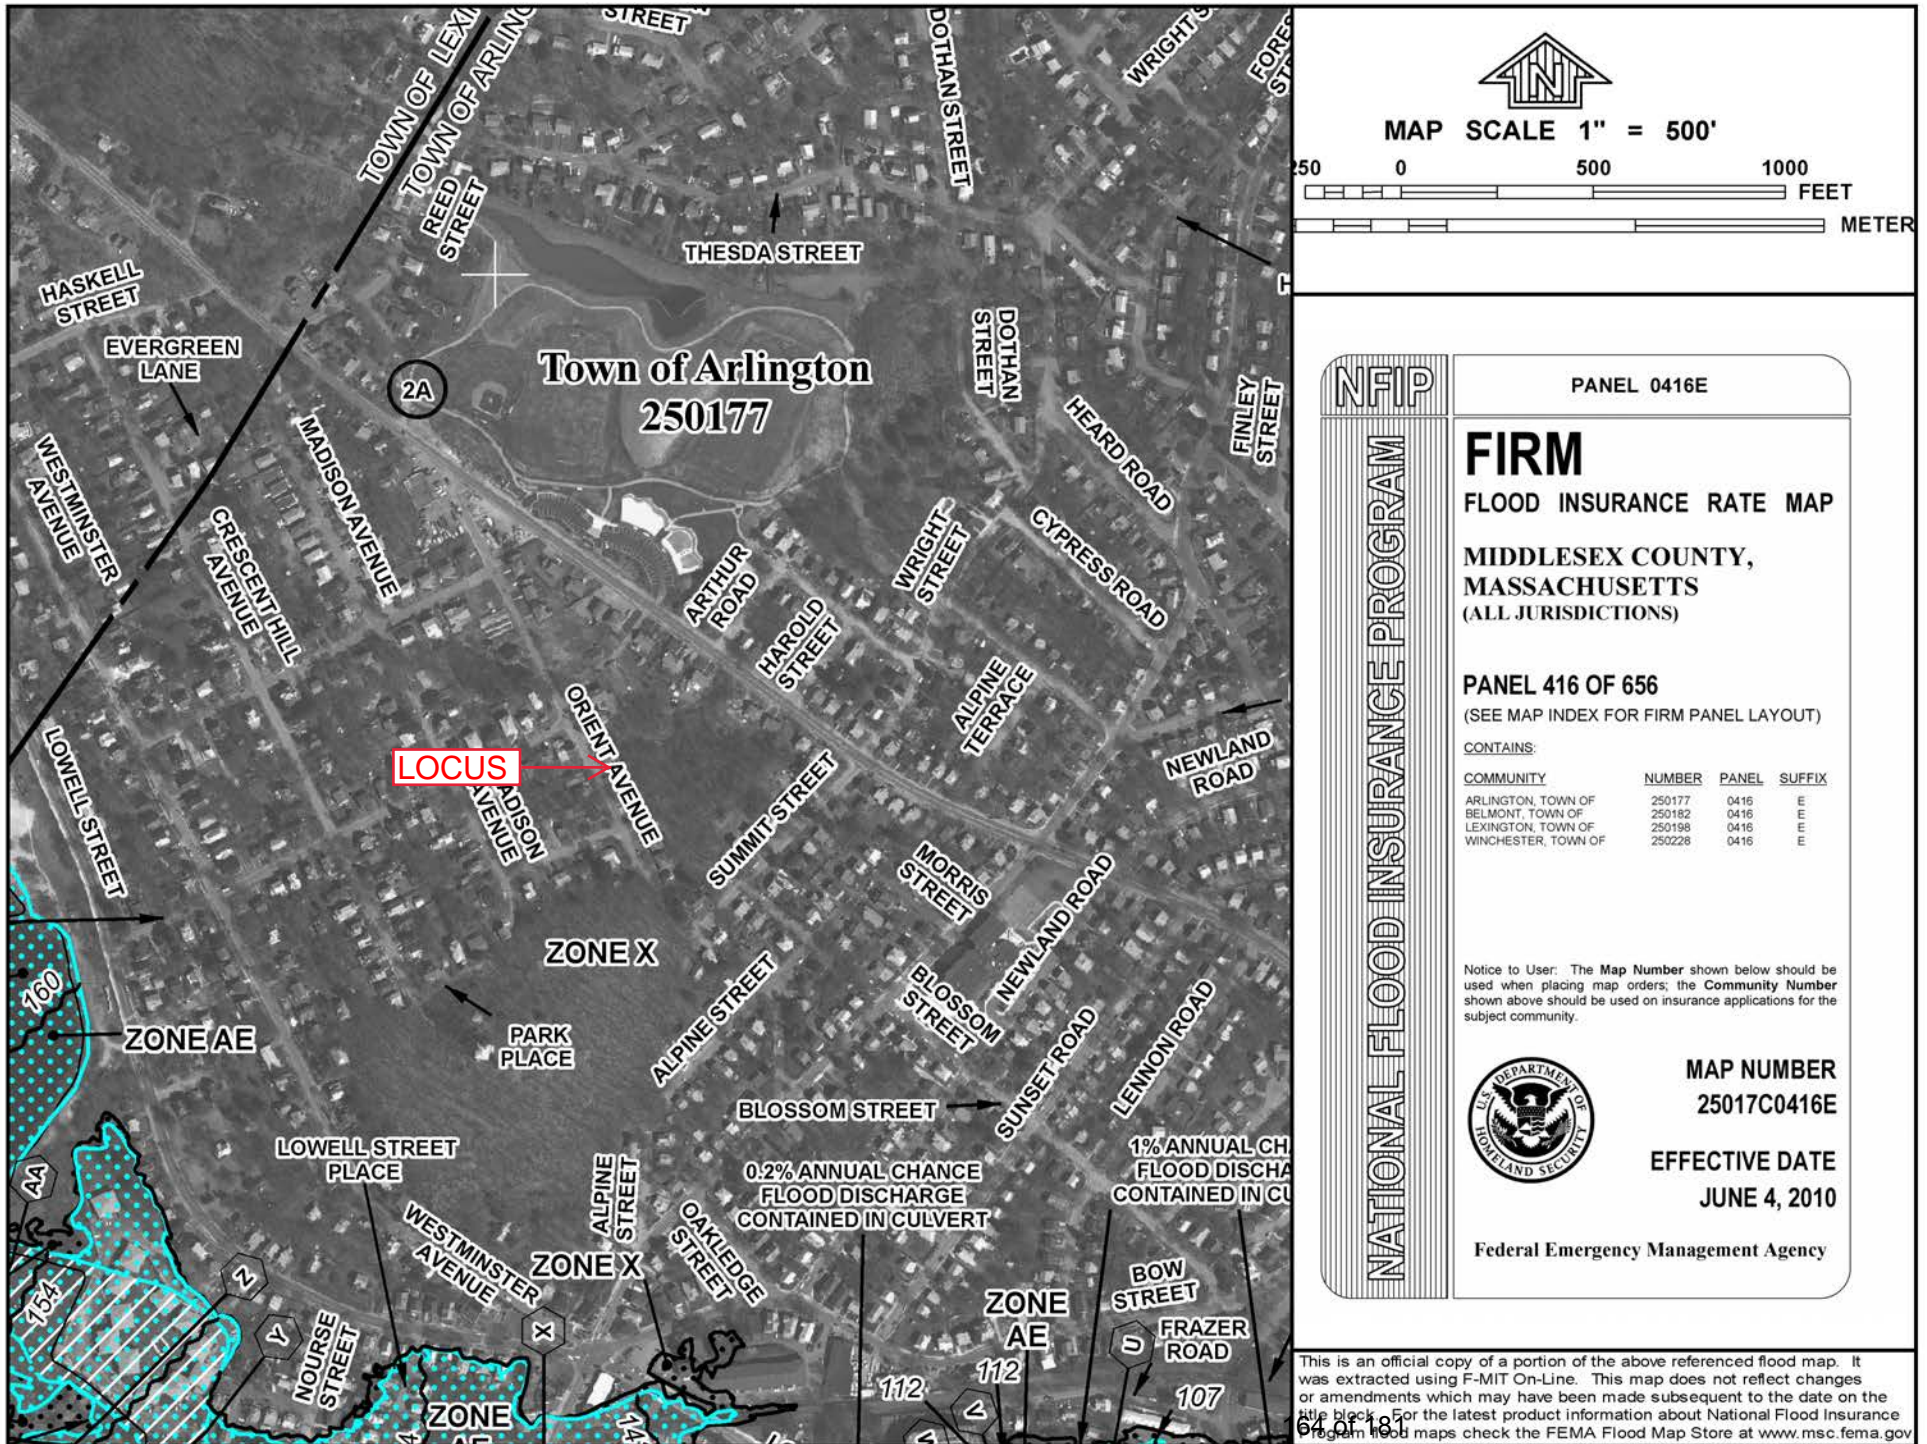 STREET
TOWN OF
TOWN OF
DOTHAN STREET
WRIGHT
REED
STREET
THESDA STREET
HASKELL
STREET
EVERGREEN
LANE
2A
Town of Arlington
250177
DOTHAN
STREET
HEARD ROAD
FINLEY
STREET
WESTMINSTER
AVENUE
MADISON AVENUE
CRESCENT HILL
AVENUE
ARTHUR
ROAD
HAROLD
STREET
WRIGHT
STREET
CYPRESS ROAD
ALPINE
TERRACE
NEWLAND
ROAD
ORIENT AVENUE
LOCUS
AVENUE
LOWELL STREET
SUMMIT STREET
MORRIS
STREET
NEWLAND ROAD
ZONE X
ALPINE STREET
BLOSSOM
STREET
SUNSET ROAD
LENNON ROAD
160
ZONE AE
PARK
PLACE
BLOSSOM STREET
LOWELL STREET
PLACE
AA
ALPINE
STREET
0.2% ANNUAL CHANCE
FLOOD DISCHARGE
CONTAINED IN CULVERT
1% ANNUAL
FLOOD
CONTAINED IN
WESTMINSTER
AVENUE
ZONE X
OAKLEDGE
STREET
BOW
STREET
ZONE
AE
154
Z
Y
X
U
V
NOURSE
STREET
FRAZER
ROAD
112
112
107
ZONE
AE
N
MAP SCALE 1" = 500'
250 0 500 1000
FEET
METER
NFIP
PANEL 0416E
NATIONAL FLOOD INSURANCE PROGRAM
FIRM
FLOOD INSURANCE RATE MAP
MIDDLESEX COUNTY,
MASSACHUSETTS
(ALL JURISDICTIONS)
PANEL 416 OF 656
(SEE MAP INDEX FOR FIRM PANEL LAYOUT)
CONTAINS:
COMMUNITY NUMBER PANEL SUFFIX
ARLINGTON, TOWN OF 250177 0416 E
BELMONT, TOWN OF 250182 0416 E
LEXINGTON, TOWN OF 250198 0416 E
WINCHESTER, TOWN OF 250228 0416 E
Notice to User: The Map Number shown below should be
used when placing map orders; the Community Number
shown above should be used on insurance applications for the
subject community.
U.S. DEPARTMENT OF
HOMELAND SECURITY
MAP NUMBER
25017C0416E
EFFECTIVE DATE
JUNE 4, 2010
Federal Emergency Management Agency
This is an official copy of a portion of the above referenced flood map. It
was extracted using F-MIT On-Line. This map does not reflect changes
or amendments which may have been made subsequent to the date on the
title block. For the latest product information about National Flood Insurance
Program flood maps check the FEMA Flood Map Store at www.msc.fema.gov
164 of 181